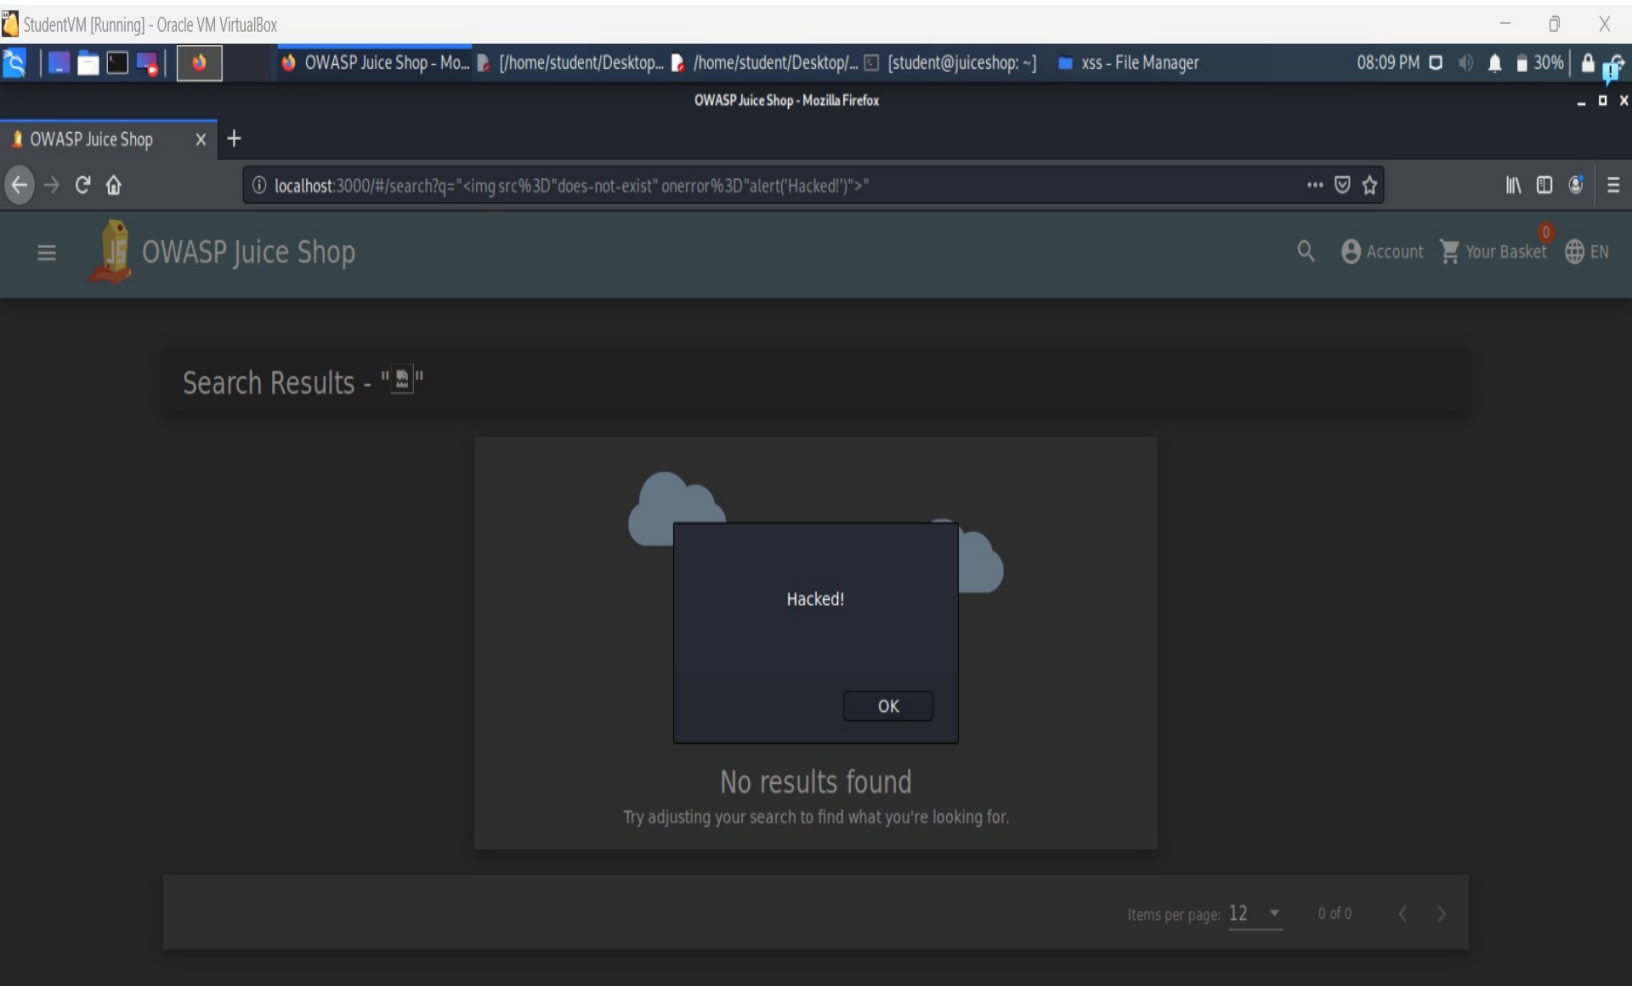 StudentVM [Running] - Oracle VM VirtualBox
OWASP Juice Shop - Mo... [/home/student/Desktop... /home/student/Desktop/... [student@juiceshop: ~] xss - File Manager 08:09 PM 30%
OWASP Juice Shop - Mozilla Firefox
OWASP Juice Shop
localhost:3000/#/search?q="<img src%3D"does-not-exist" onerror%3D"alert('Hacked!')">"
JS OWASP Juice Shop Account 0 Your Basket EN
Search Results - ""
Hacked!
OK
No results found
Try adjusting your search to find what you're looking for.
Items per page: 12 0 of 0